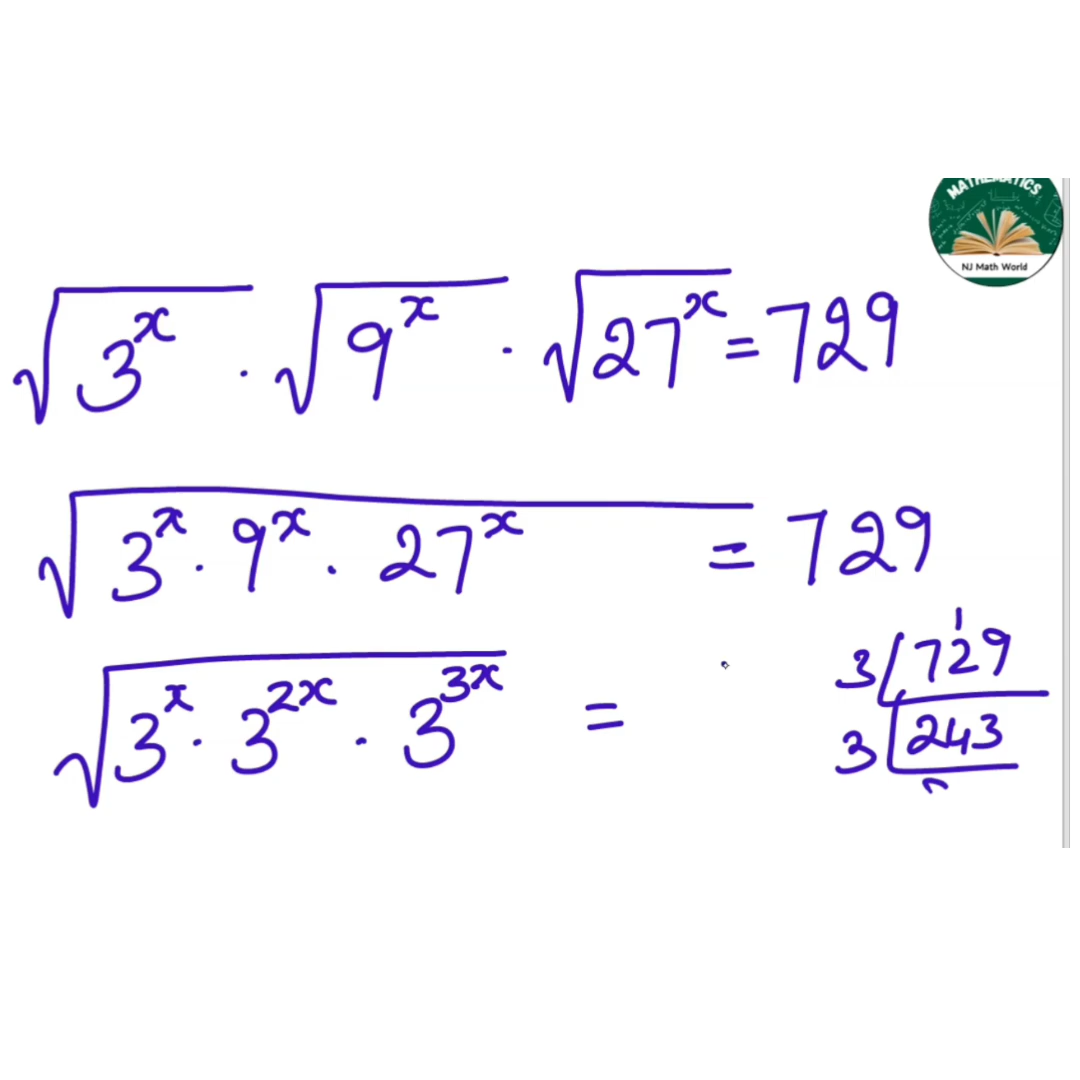 MATHEMATICS
NJ Math World
√3^x · √9^x · √27^x = 729
√3^x · 9^x · 27^x = 729
√3^x · 3^2x · 3^3x =
1
3 729
3 243